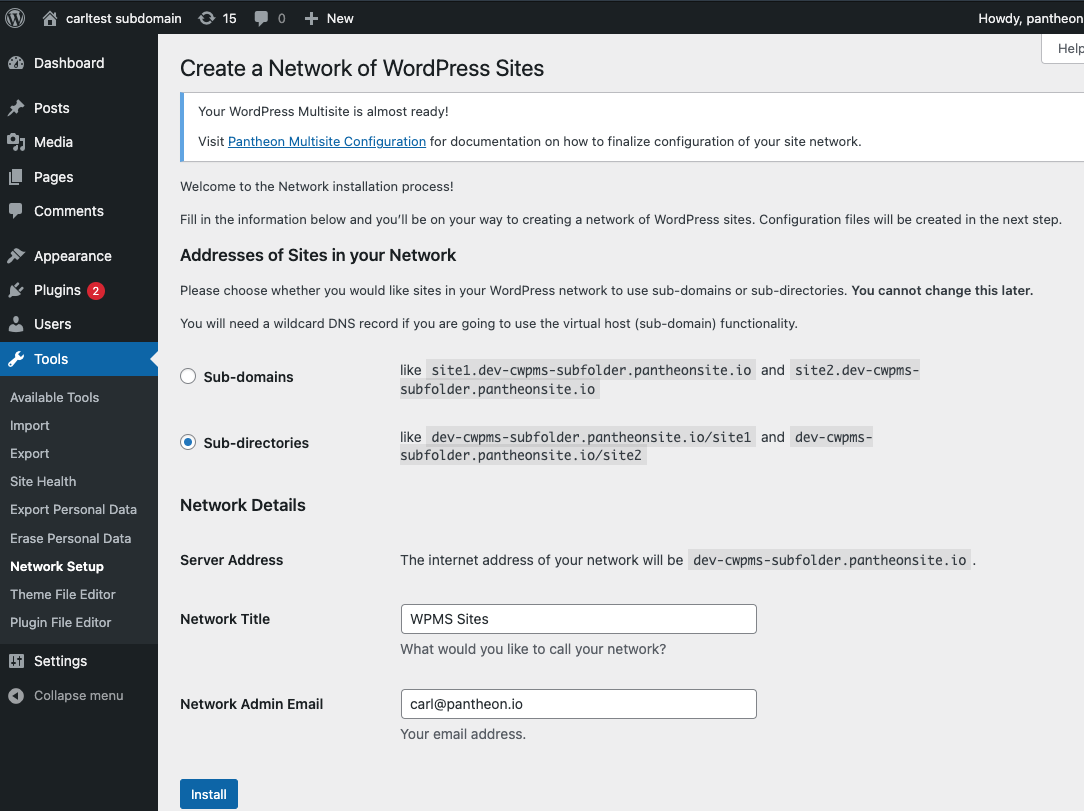 carltest subdomain 15 0 New Howdy, pantheon
Help
Dashboard
Posts
Media
Pages
Comments
Appearance
Plugins 2
Users
Tools
Available Tools
Import
Export
Site Health
Export Personal Data
Erase Personal Data
Network Setup
Theme File Editor
Plugin File Editor
Settings
Collapse menu
Create a Network of WordPress Sites
Your WordPress Multisite is almost ready!
Visit Pantheon Multisite Configuration for documentation on how to finalize configuration of your site network.
Welcome to the Network installation process!
Fill in the information below and you’ll be on your way to creating a network of WordPress sites. Configuration files will be created in the next step.
Addresses of Sites in your Network
Please choose whether you would like sites in your WordPress network to use sub-domains or sub-directories. You cannot change this later.
You will need a wildcard DNS record if you are going to use the virtual host (sub-domain) functionality.
Sub-domains
like site1.dev-cwpms-subfolder.pantheonsite.io and site2.dev-cwpms-
subfolder.pantheonsite.io
Sub-directories
like dev-cwpms-subfolder.pantheonsite.io/site1 and dev-cwpms-
subfolder.pantheonsite.io/site2
Network Details
Server Address
The internet address of your network will be dev-cwpms-subfolder.pantheonsite.io.
Network Title
WPMS Sites
What would you like to call your network?
Network Admin Email
carl@pantheon.io
Your email address.
Install